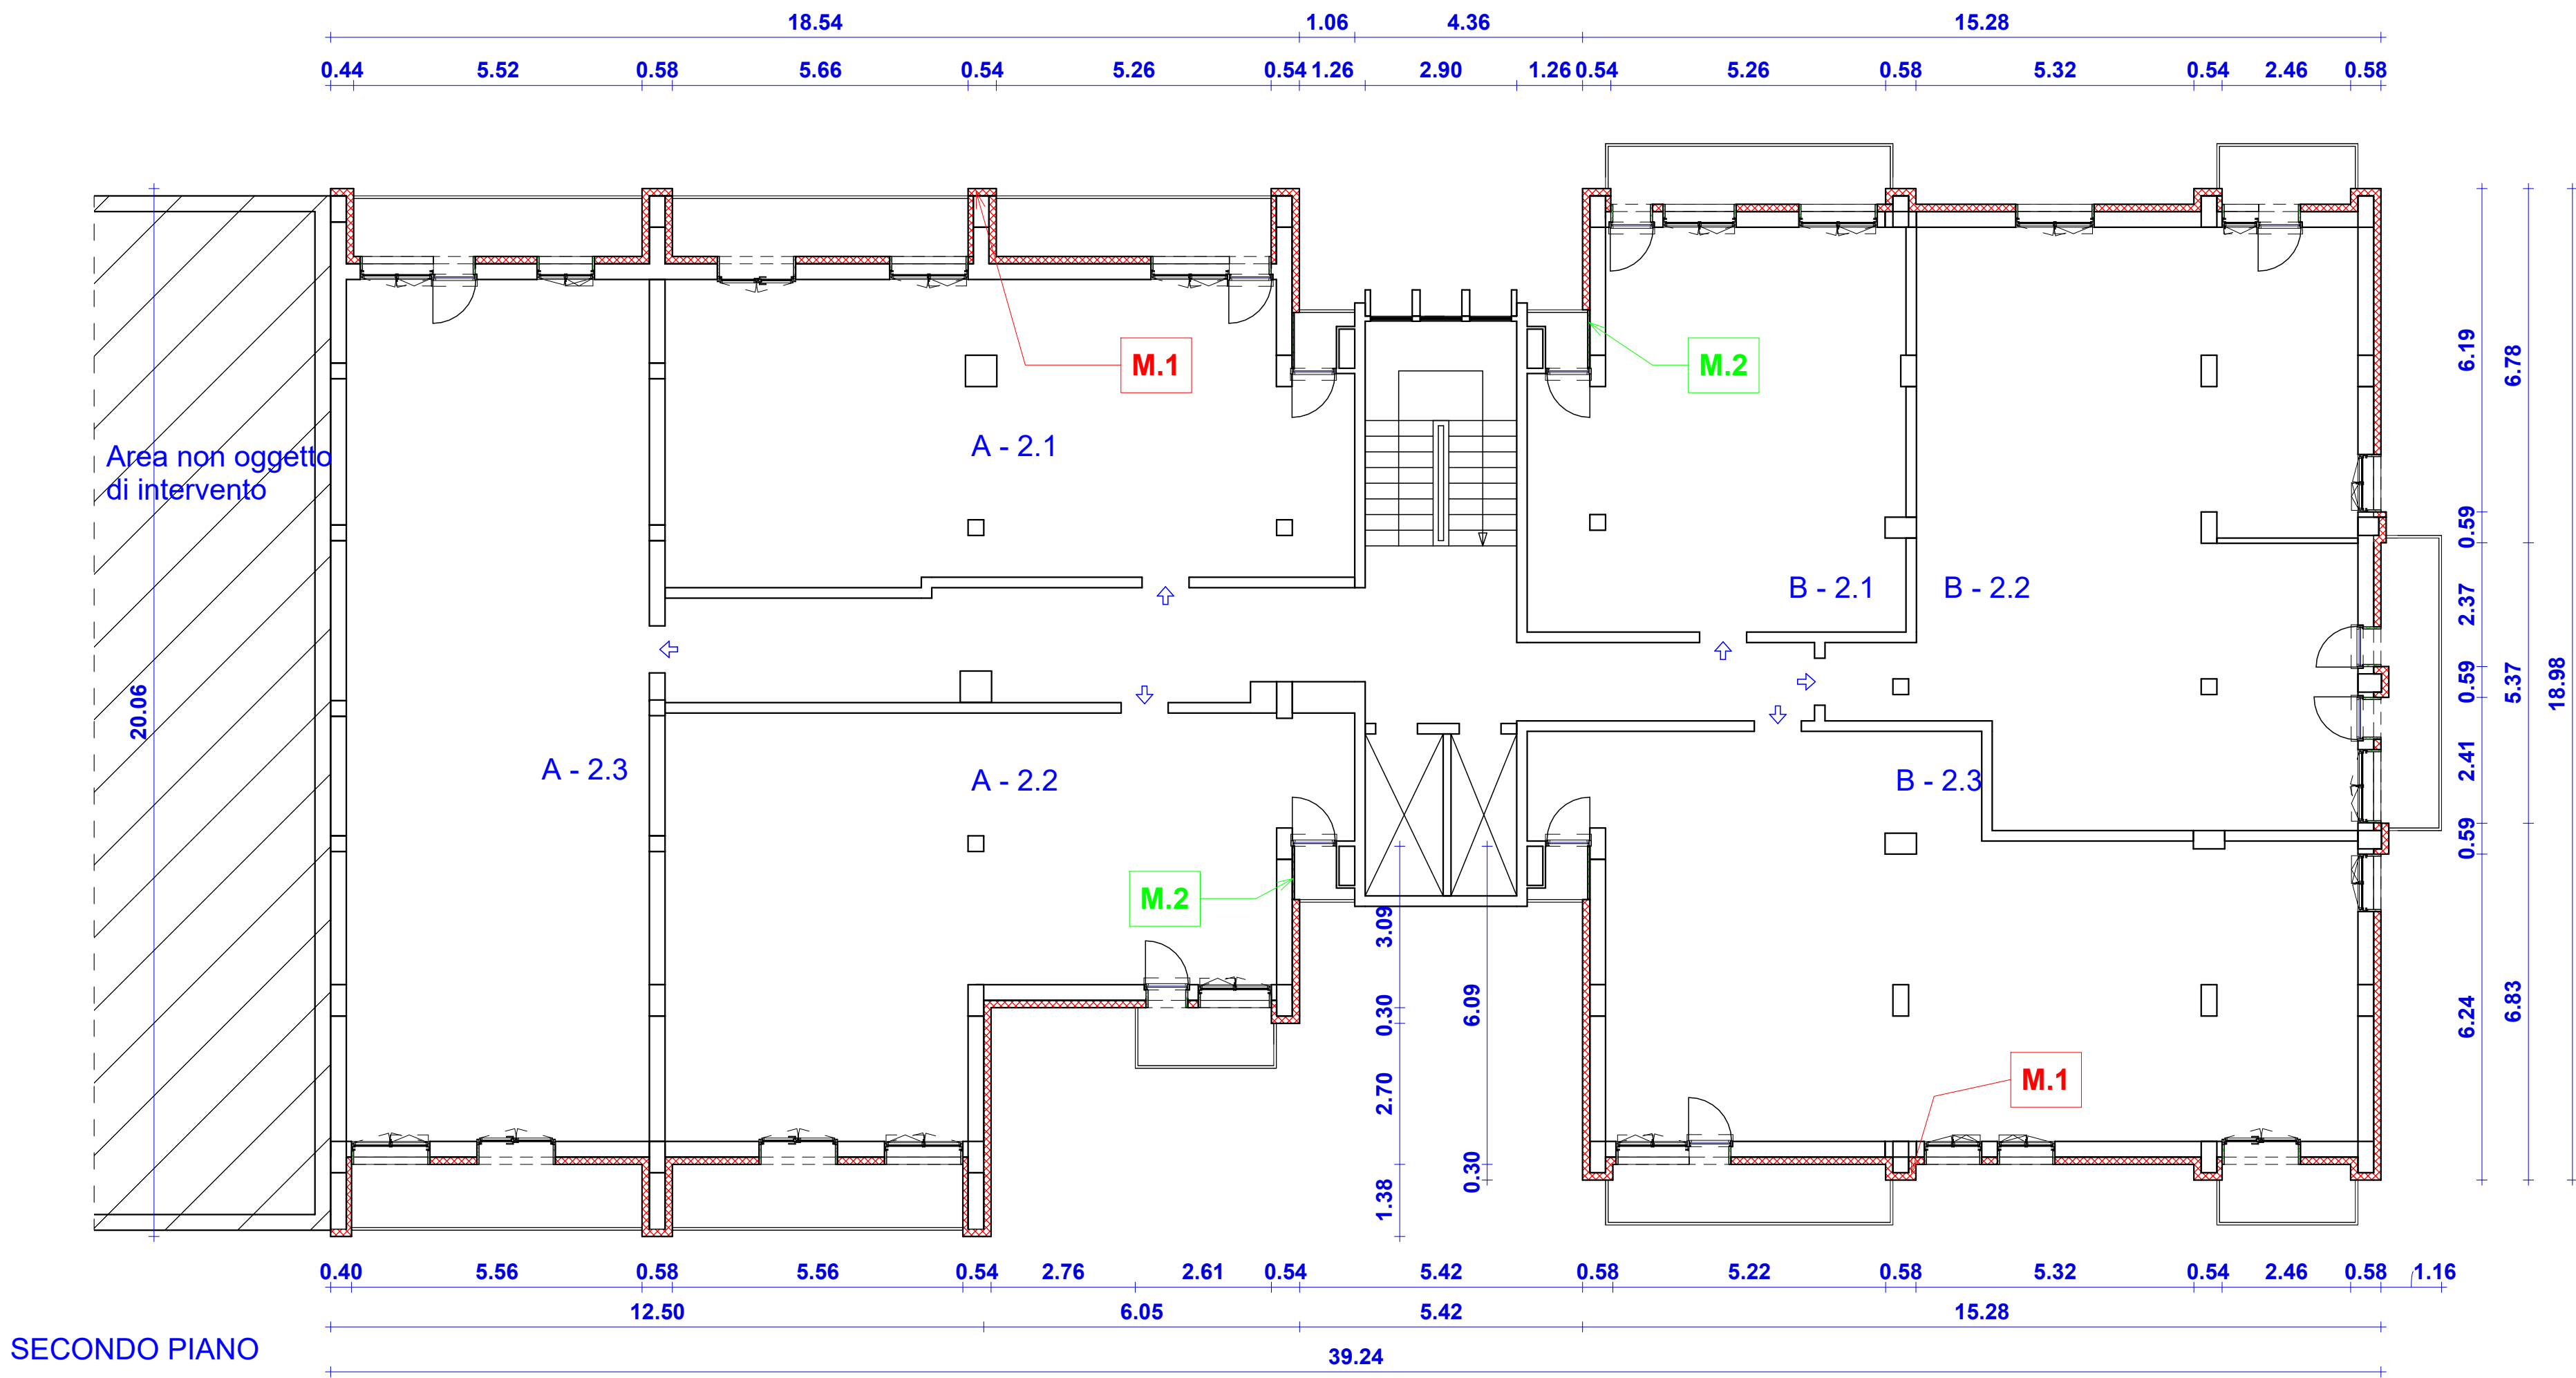 18.54 1.06 4.36 15.28
0.44 5.52 0.58 5.66 0.54 5.26 0.54 1.26 2.90 1.26 0.54 5.26 0.58 5.32 0.54 2.46 0.58
M.1
M.2
A - 2.1
Area non oggetto
di intervento
B - 2.1
B - 2.2
A - 2.3
A - 2.2
B - 2.3
M.2
M.1
20.06
3.09
0.30
2.70
1.38
6.09
0.30
6.19
0.59
2.37
0.59
2.41
0.59
6.24
6.78
5.37
6.83
18.98
0.40 5.56 0.58 5.56 0.54 2.76 2.61 0.54 5.42 0.58 5.22 0.58 5.32 0.54 2.46 0.58 1.16
12.50 6.05 5.42 15.28
SECONDO PIANO
39.24